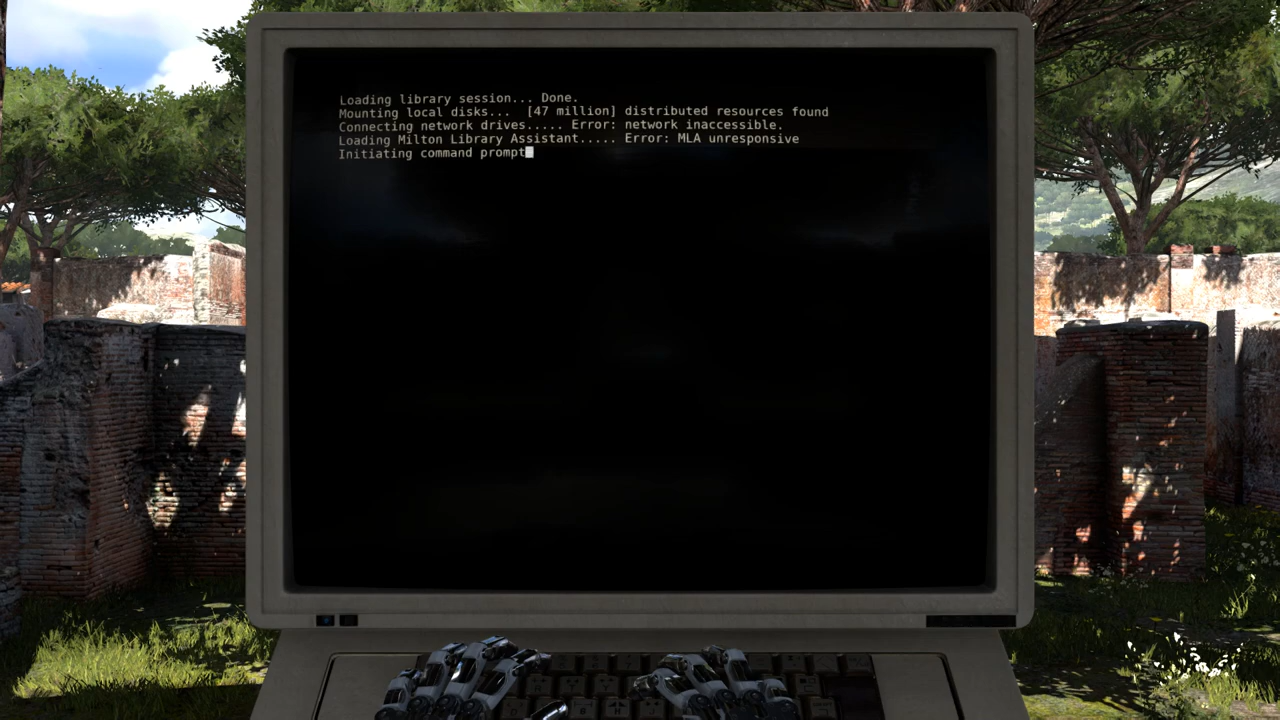 Loading library session... Done.
Mounting local disks...  [47 million] distributed resources found
Connecting network drives..... Error: network inaccessible.
Loading Milton Library Assistant..... Error: MLA unresponsive
Initiating command prompt